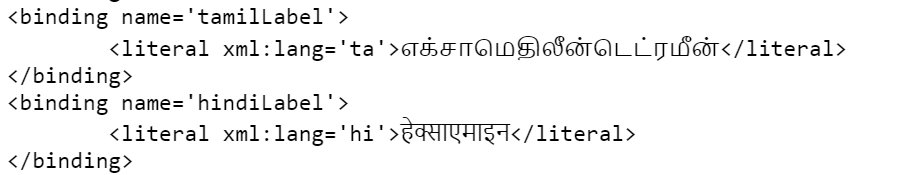 <binding name='tamilLabel'>
<literal xml:lang='ta'>எக்சாமெதிலீன்டெட்ரமீன்</literal>
</binding>
<binding name='hindiLabel'>
<literal xml:lang='hi'>हेक्साएमाइन</literal>
</binding>